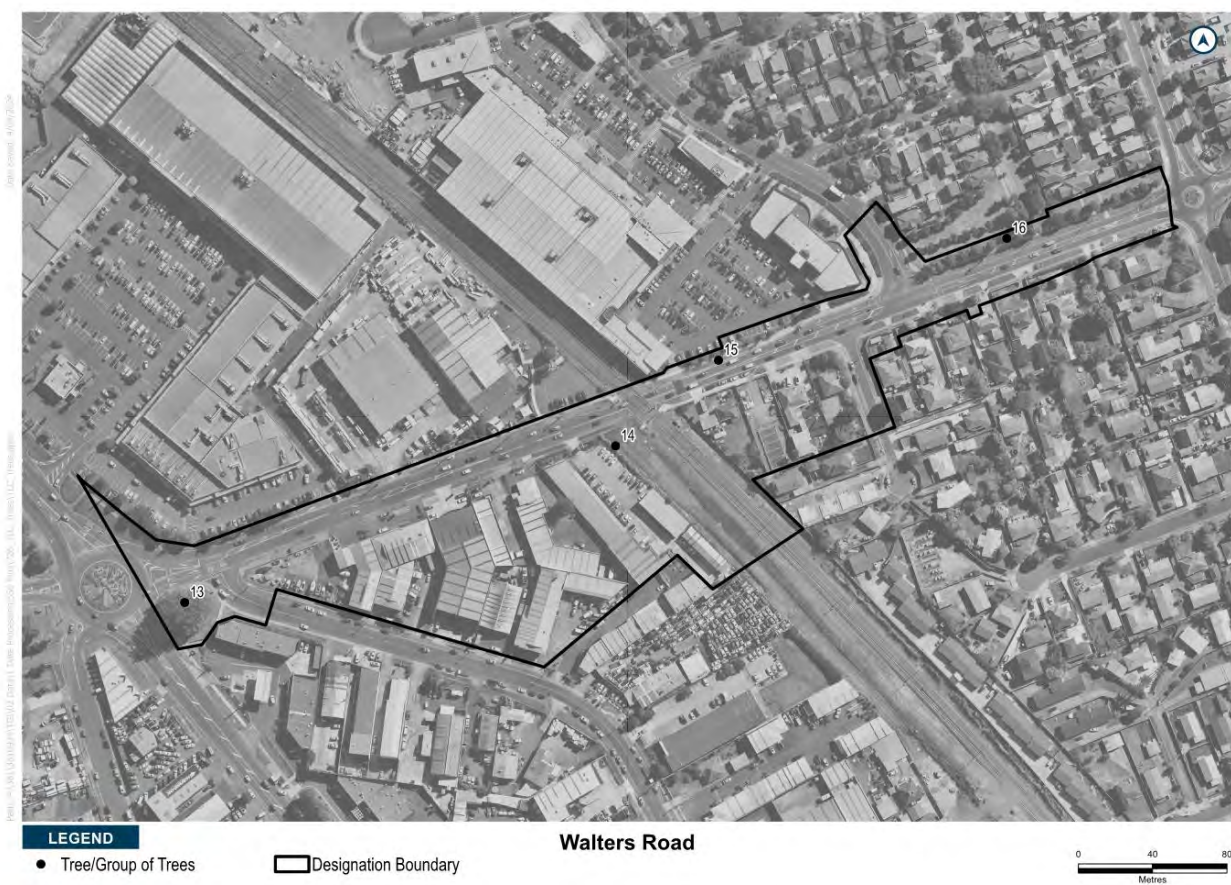 16
15
14
13
LEGEND
Tree/Group of Trees
Designation Boundary
Walters Road
0 40 80
Metres